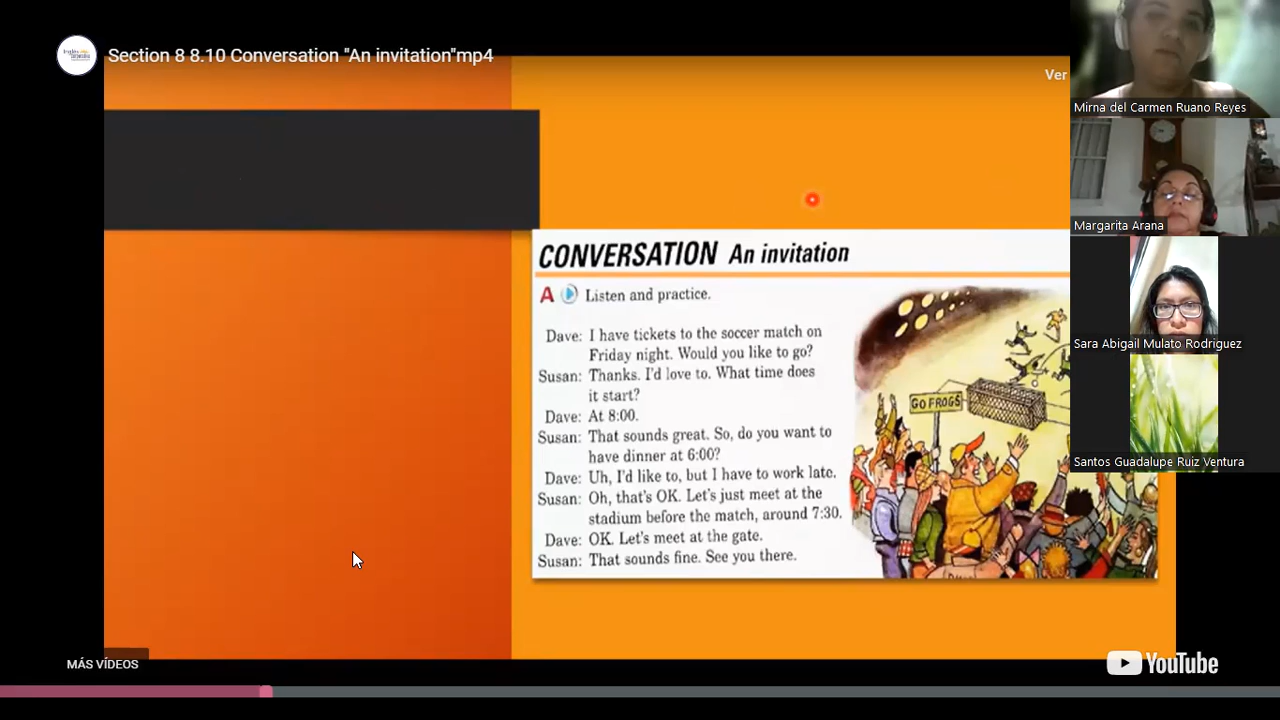 Section 8 8.10 Conversation "An invitation"mp4
Ver
Mirna del Carmen Ruano Reyes
Margarita Arana
Sara Abigail Mulato Rodriguez
Santos Guadalupe Ruiz Ventura
CONVERSATION An invitation
A Listen and practice.
Dave: I have tickets to the soccer match on
Friday night. Would you like to go?
Susan: Thanks. I'd love to. What time does
it start?
Dave: At 8:00.
Susan: That sounds great. So, do you want to
have dinner at 6:00?
Dave: Uh, I'd like to, but I have to work late.
Susan: Oh, that's OK. Let's just meet at the
stadium before the match, around 7:30.
Dave: OK. Let's meet at the gate.
Susan: That sounds fine. See you there.
GO FROGS
MÁS VÍDEOS
YouTube